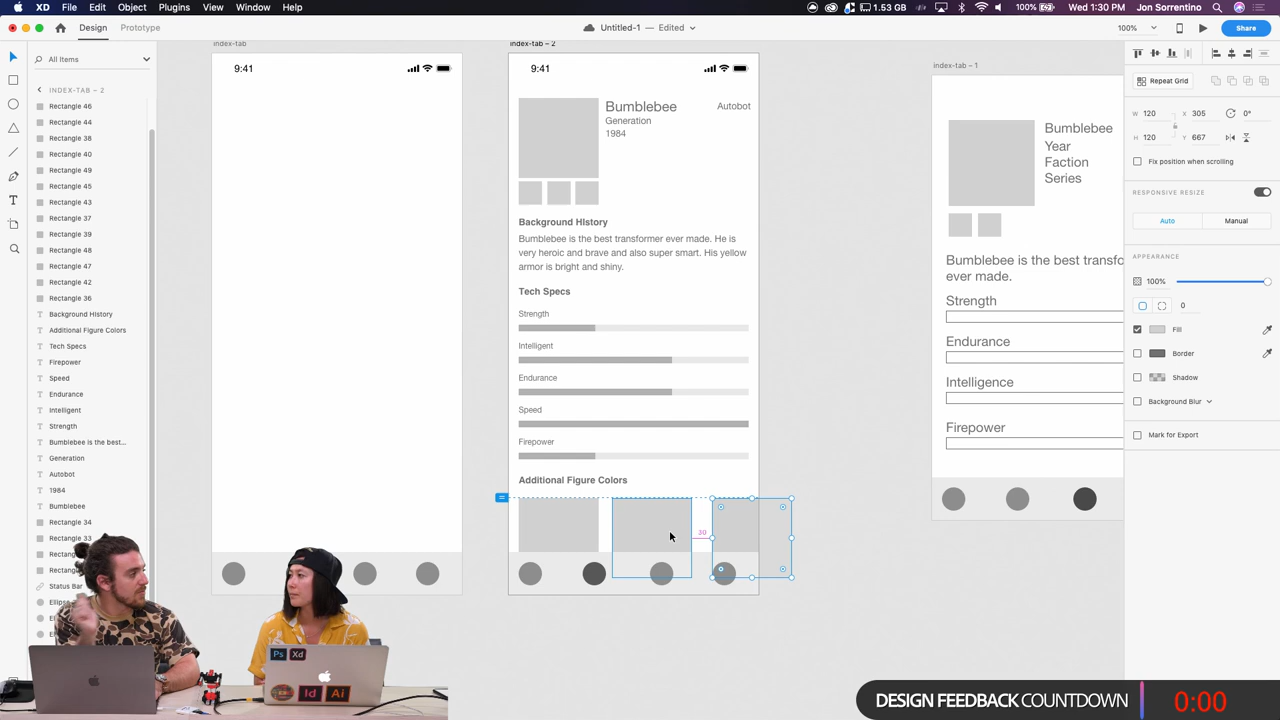 XD File Edit Object Plugins View Window Help
1.53 GB
100%
Wed 1:30 PM Jon Sorrentino
Design Prototype
Untitled-1 — Edited
100%
Share
All Items
INDEX-TAB – 2
Rectangle 46
Rectangle 44
Rectangle 38
Rectangle 40
Rectangle 49
Rectangle 45
Rectangle 43
Rectangle 37
Rectangle 39
Rectangle 48
Rectangle 47
Rectangle 42
Rectangle 36
Background HIstory
Additional Figure Colors
Tech Specs
Firepower
Speed
Endurance
Intelligent
Strength
Bumblebee is the best...
Generation
Autobot
1984
Bumblebee
Rectangle 34
Rectangle 33
Status Bar
index-tab
9:41
index-tab – 2
9:41
Bumblebee
Autobot
Generation
1984
Background HIstory
Bumblebee is the best transformer ever made. He is
very heroic and brave and also super smart. His yellow
armor is bright and shiny.
Tech Specs
Strength
Intelligent
Endurance
Speed
Firepower
Additional Figure Colors
20
index-tab – 1
Bumblebee
Year
Faction
Series
Bumblebee is the best transfo
ever made.
Strength
Endurance
Intelligence
Firepower
Repeat Grid
W 120 X 305 0°
H 120 Y 667
Fix position when scrolling
RESPONSIVE RESIZE
Auto Manual
APPEARANCE
100%
0
Fill
Border
Shadow
Background Blur
Mark for Export
Ps Xd
Id Ai
DESIGN FEEDBACK COUNTDOWN 0:00